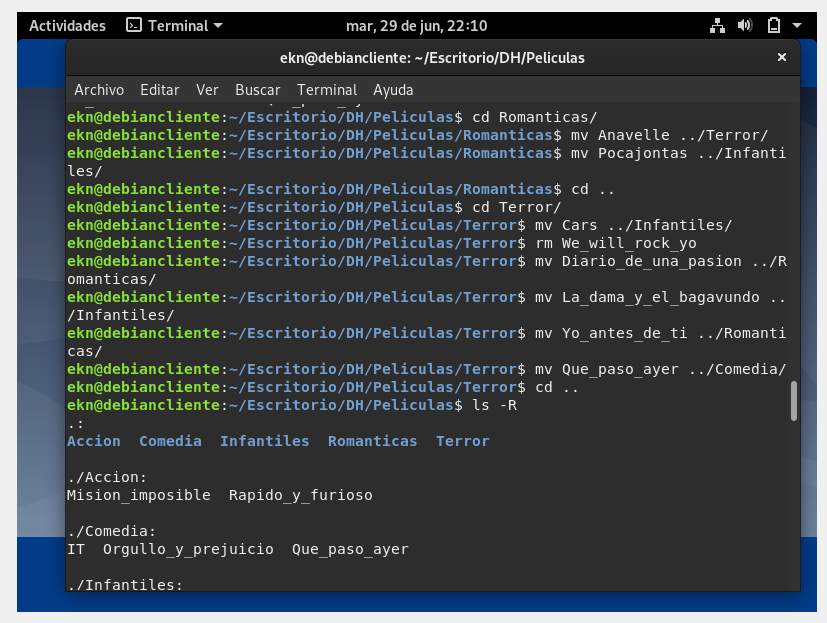 Actividades Terminal mar, 29 de jun, 22:10
ekn@debiancliente: ~/Escritorio/DH/Peliculas ×
Archivo Editar Ver Buscar Terminal Ayuda
ekn@debiancliente:~/Escritorio/DH/Peliculas$ cd Romanticas/
ekn@debiancliente:~/Escritorio/DH/Peliculas/Romanticas$ mv Anavelle ../Terror/
ekn@debiancliente:~/Escritorio/DH/Peliculas/Romanticas$ mv Pocajontas ../Infanti
les/
ekn@debiancliente:~/Escritorio/DH/Peliculas/Romanticas$ cd ..
ekn@debiancliente:~/Escritorio/DH/Peliculas$ cd Terror/
ekn@debiancliente:~/Escritorio/DH/Peliculas/Terror$ mv Cars ../Infantiles/
ekn@debiancliente:~/Escritorio/DH/Peliculas/Terror$ rm We_will_rock_yo
ekn@debiancliente:~/Escritorio/DH/Peliculas/Terror$ mv Diario_de_una_pasion ../R
omanticas/
ekn@debiancliente:~/Escritorio/DH/Peliculas/Terror$ mv La_dama_y_el_bagavundo ..
/Infantiles/
ekn@debiancliente:~/Escritorio/DH/Peliculas/Terror$ mv Yo_antes_de_ti ../Romanti
cas/
ekn@debiancliente:~/Escritorio/DH/Peliculas/Terror$ mv Que_paso_ayer ../Comedia/
ekn@debiancliente:~/Escritorio/DH/Peliculas/Terror$ cd ..
ekn@debiancliente:~/Escritorio/DH/Peliculas$ ls -R
.:
Accion Comedia Infantiles Romanticas Terror
./Accion:
Mision_imposible Rapido_y_furioso
./Comedia:
IT Orgullo_y_prejuicio Que_paso_ayer
./Infantiles: